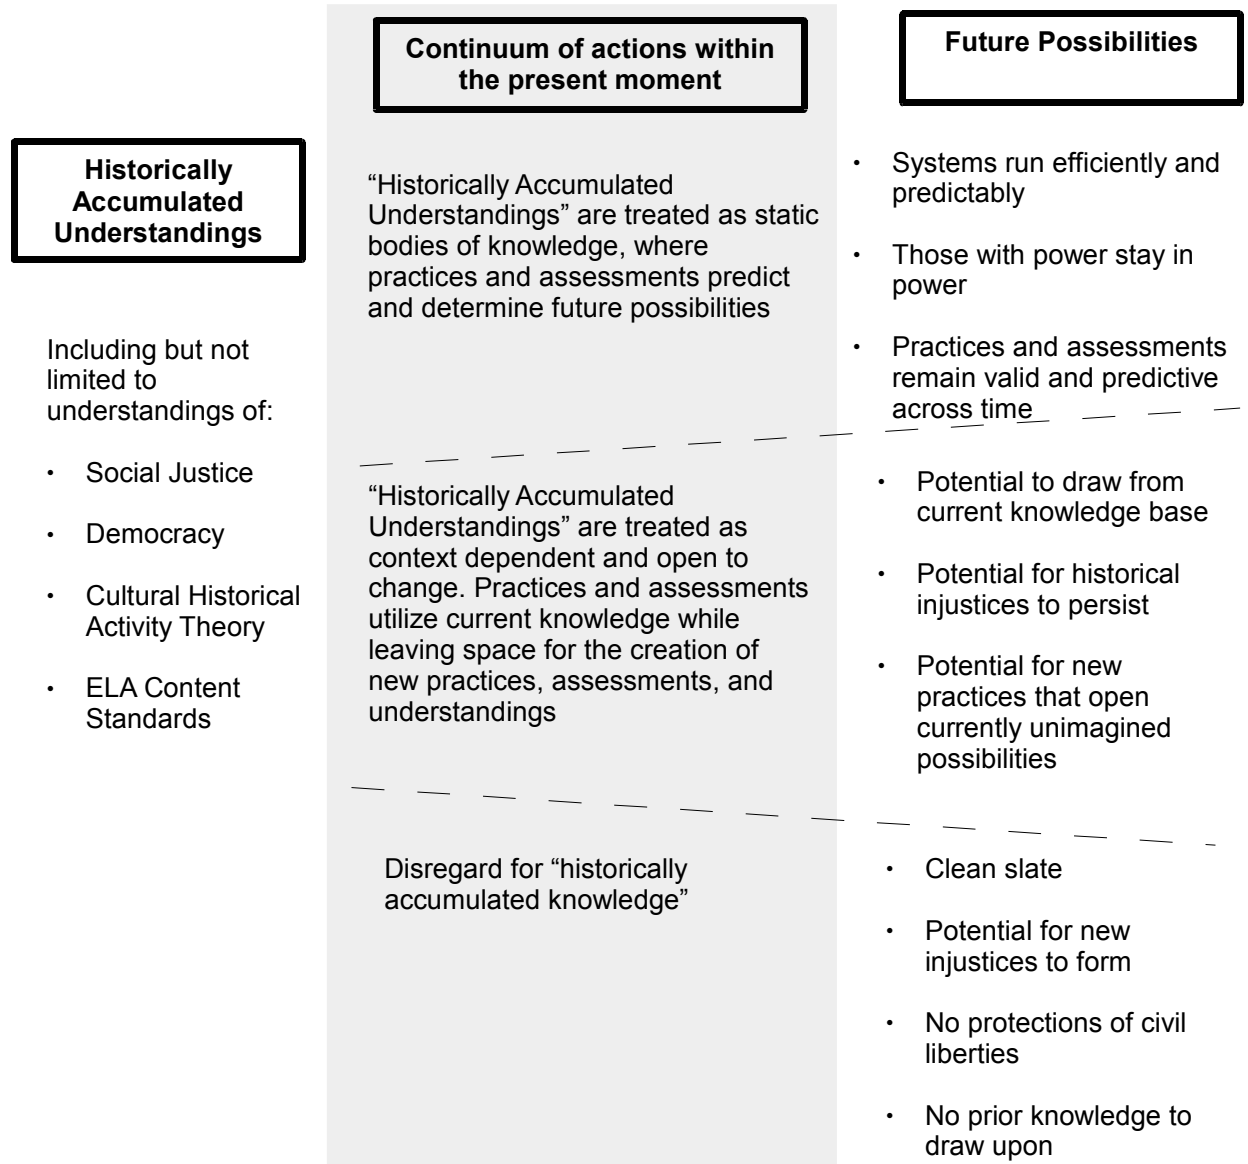 Historically
Accumulated
Understandings
Including but not
limited to
understandings of:
• Social Justice
• Democracy
• Cultural Historical
Activity Theory
• ELA Content
Standards
Continuum of actions within
the present moment
“Historically Accumulated
Understandings” are treated as static
bodies of knowledge, where
practices and assessments predict
and determine future possibilities
“Historically Accumulated
Understandings” are treated as
context dependent and open to
change. Practices and assessments
utilize current knowledge while
leaving space for the creation of
new practices, assessments, and
understandings
Disregard for “historically
accumulated knowledge”
Future Possibilities
• Systems run efficiently and
predictably
• Those with power stay in
power
• Practices and assessments
remain valid and predictive
across time
• Potential to draw from
current knowledge base
• Potential for historical
injustices to persist
• Potential for new
practices that open
currently unimagined
possibilities
• Clean slate
• Potential for new
injustices to form
• No protections of civil
liberties
• No prior knowledge to
draw upon